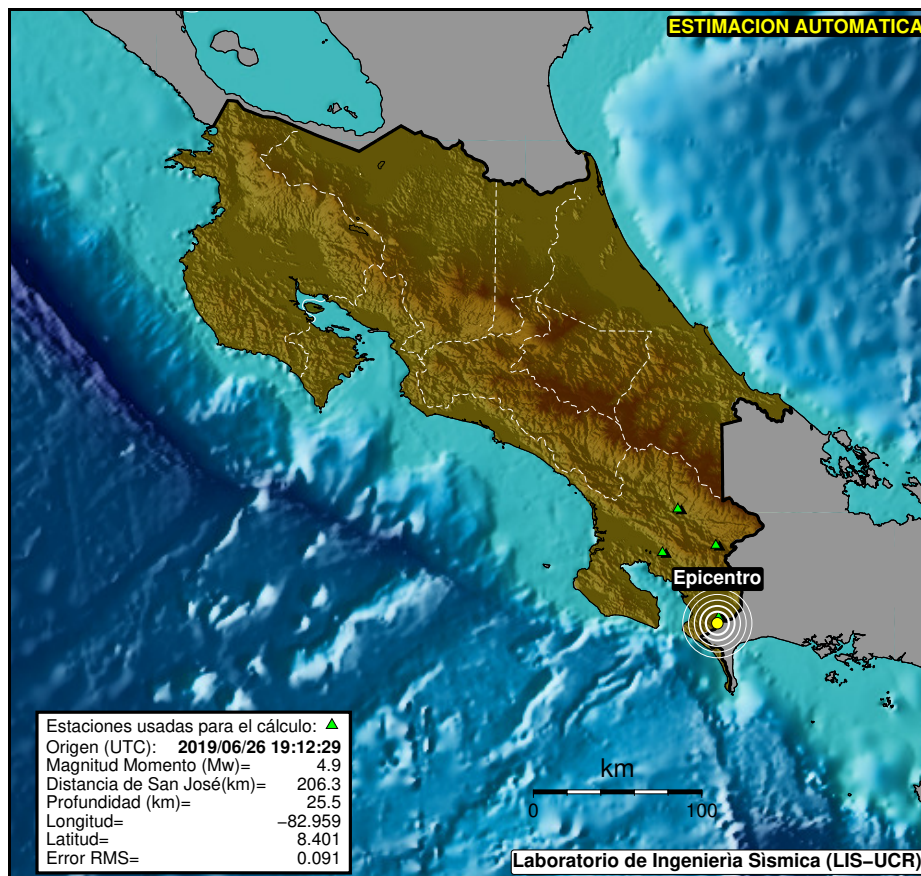 ESTIMACION AUTOMATICA
Epicentro
Estaciones usadas para el cálculo:
Origen (UTC): 2019/06/26 19:12:29
Magnitud Momento (Mw)= 4.9
Distancia de San José(km)= 206.3
Profundidad (km)= 25.5
Longitud= −82.959
Latitud= 8.401
Error RMS= 0.091
km
0 100
Laboratorio de Ingenierìa Sìsmica (LIS−UCR)